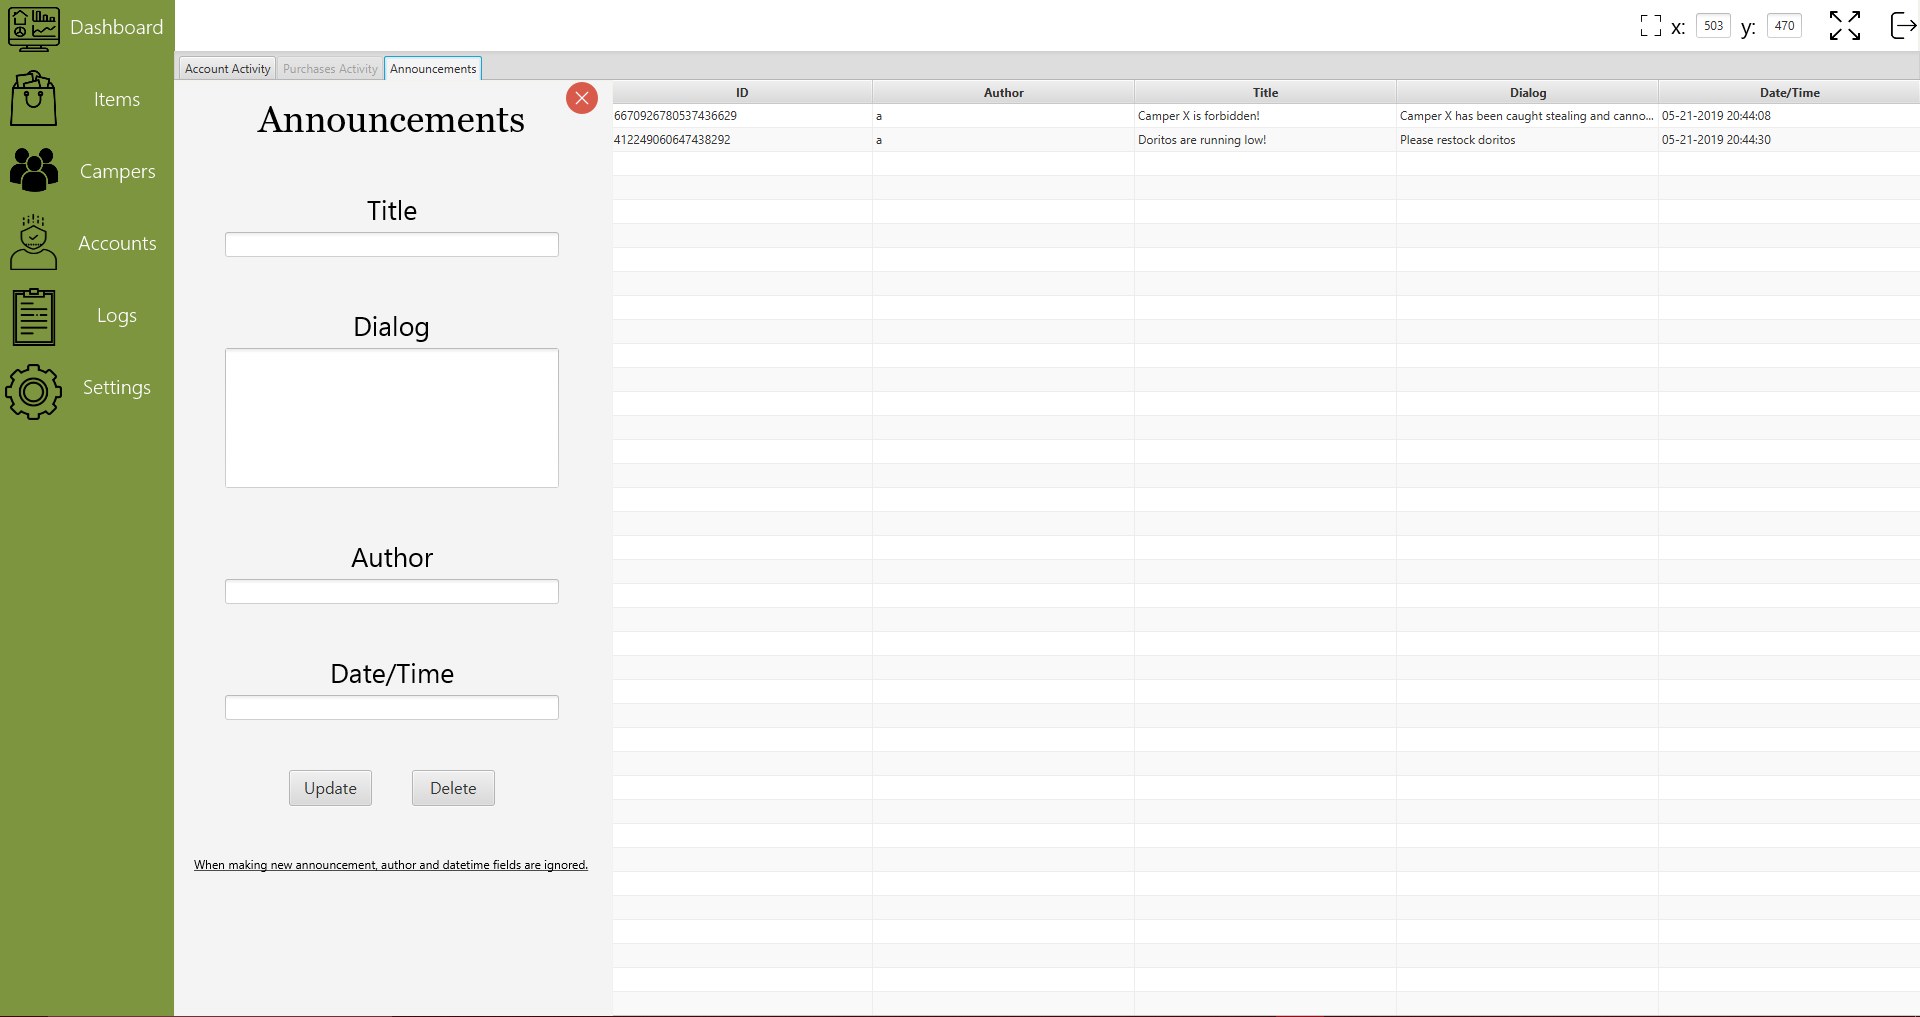 Dashboard
Items
Campers
Accounts
Logs
Settings
x: 503 y: 470
Account Activity Purchases Activity Announcements
Announcements
Title
Dialog
Author
Date/Time
Update Delete
When making new announcement, author and datetime fields are ignored.
ID Author Title Dialog Date/Time
6670926780537436629 a Camper X is forbidden! Camper X has been caught stealing and canno... 05-21-2019 20:44:08
412249060647438292 a Doritos are running low! Please restock doritos 05-21-2019 20:44:30